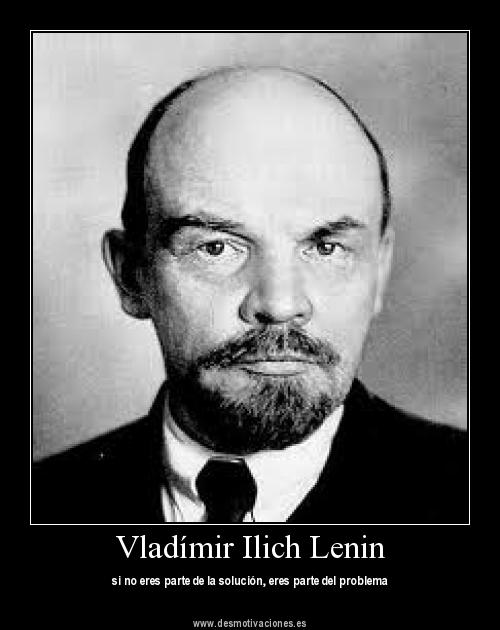 Vladímir Ilich Lenin
si no eres parte de la solución, eres parte del problema
www.desmotivaciones.es